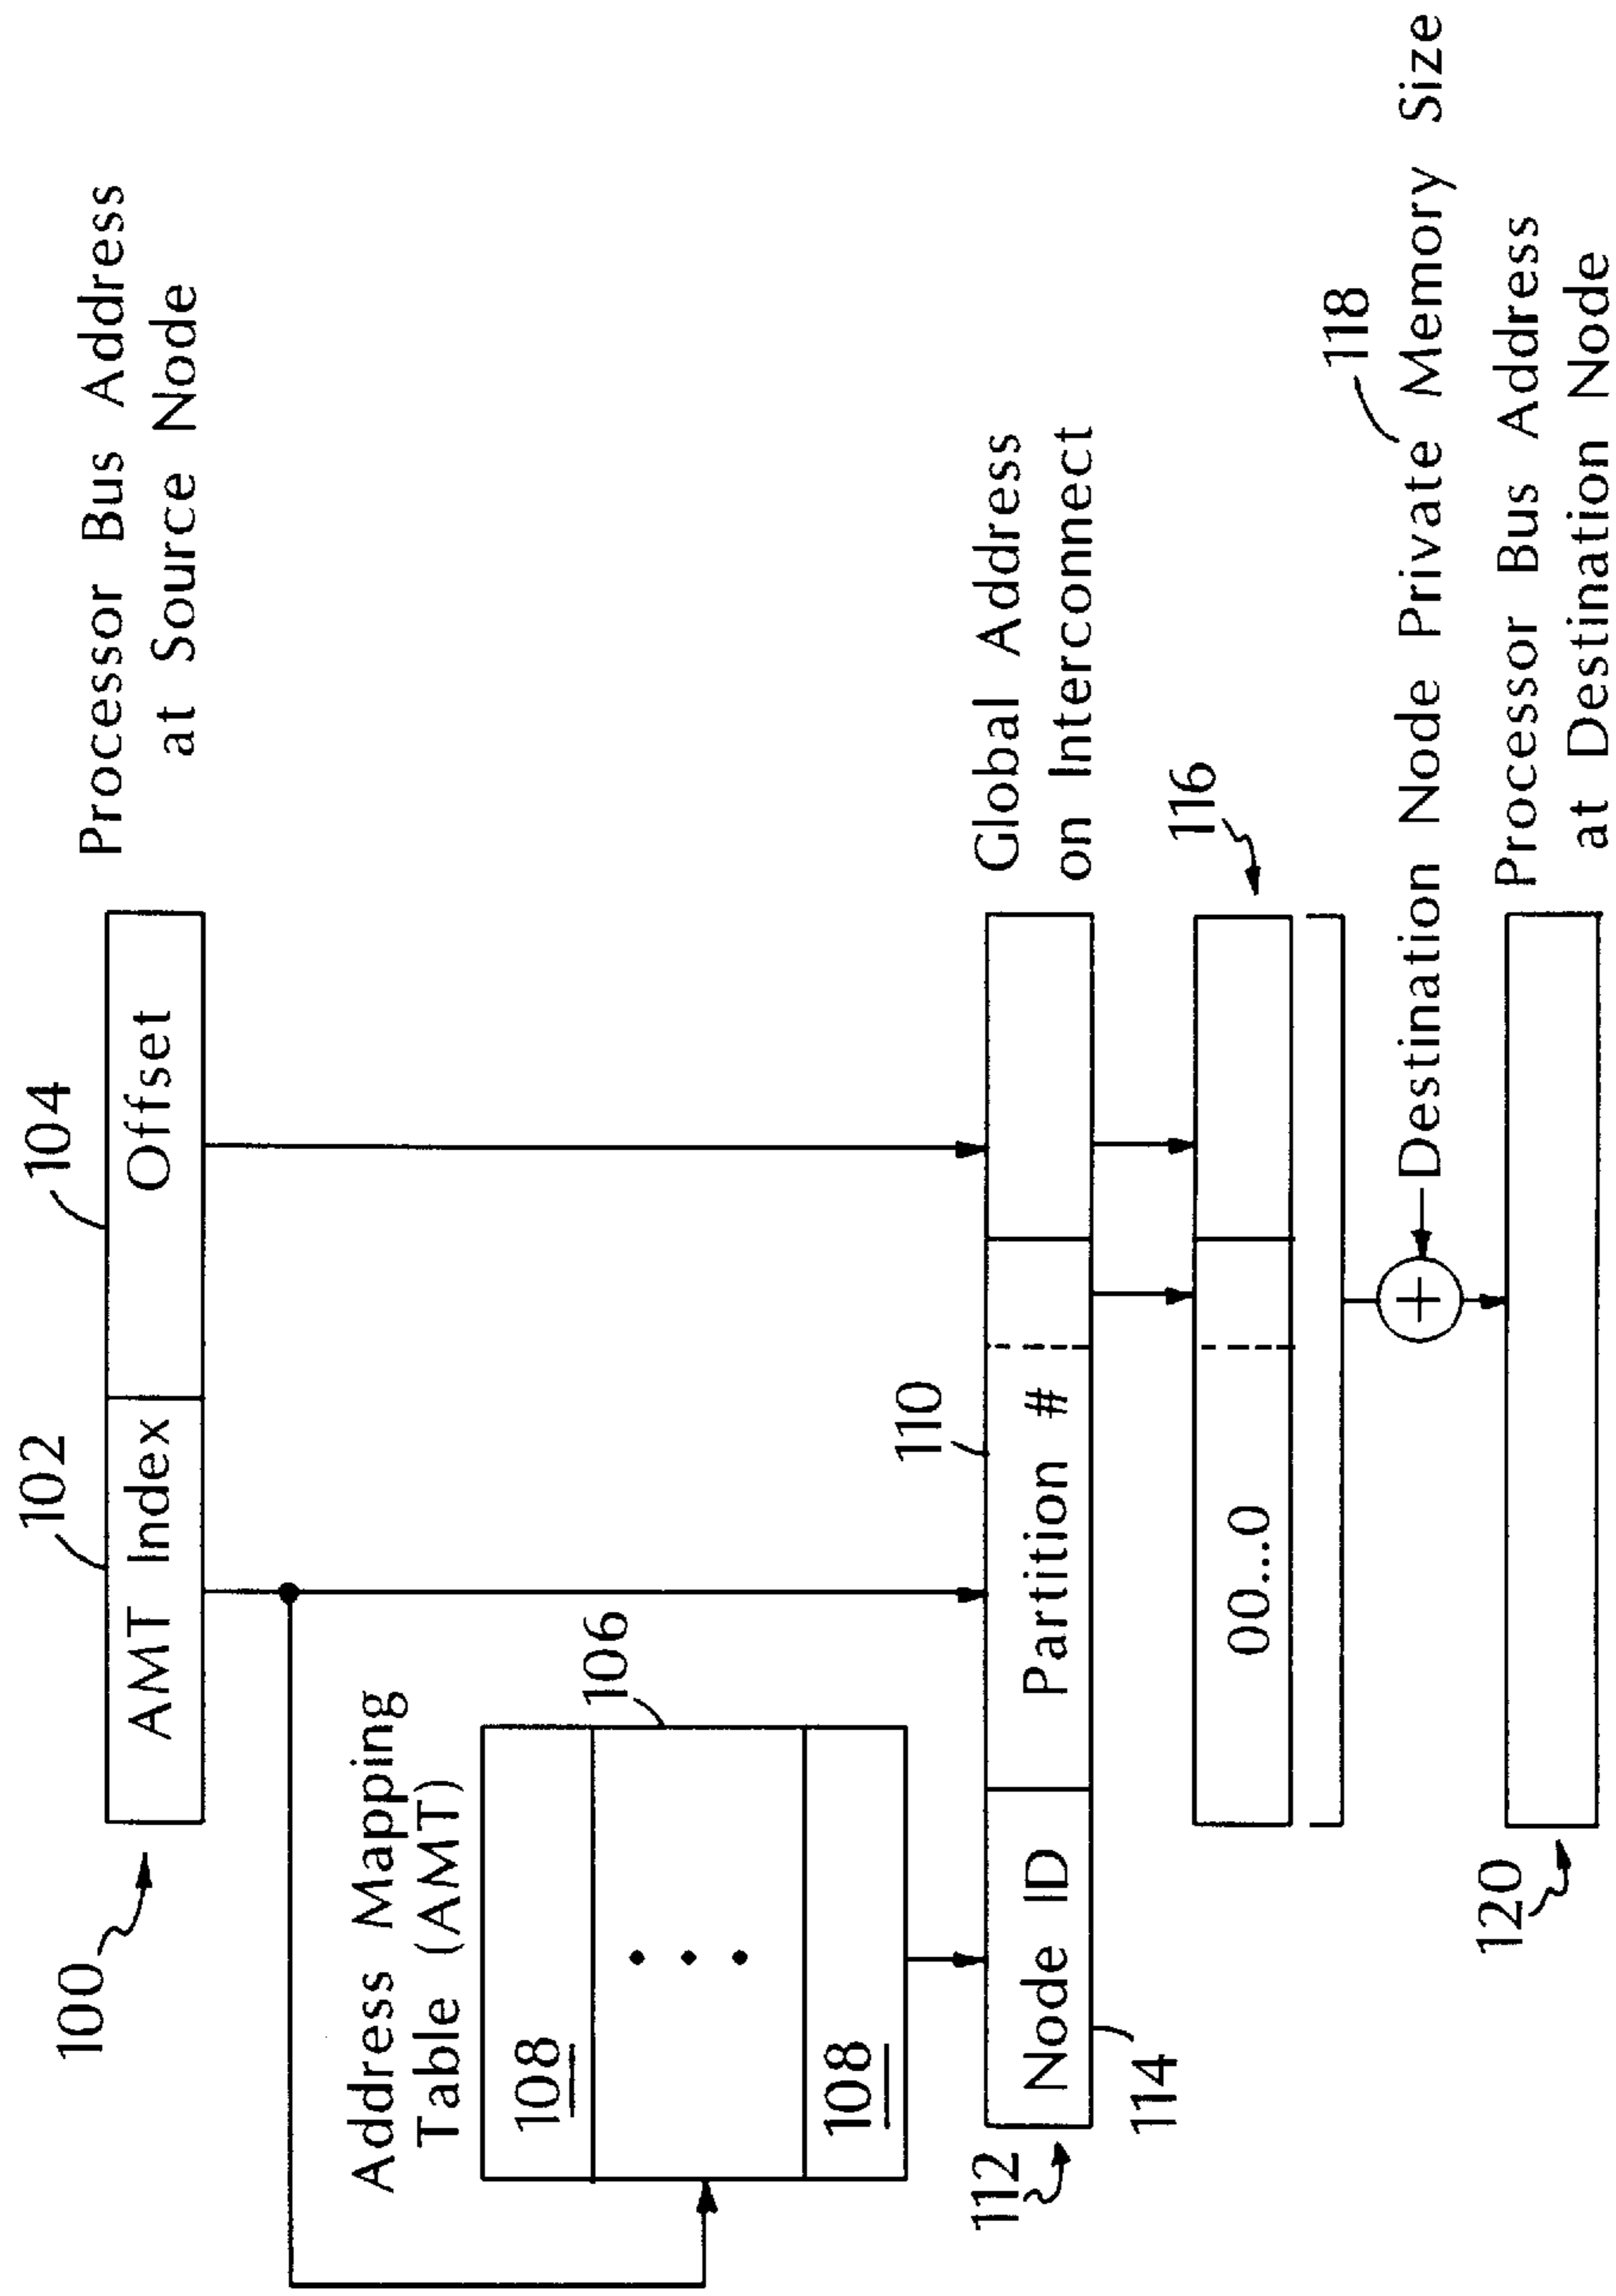 100
102
104
AMT Index
Offset
Processor Bus Address
at Source Node
Address Mapping
Table (AMT)
106
108
108
110
112
Node ID
Partition #
Global Address
on Interconnect
114
116
00...0
118
+
Destination Node Private Memory Size
120
Processor Bus Address
at Destination Node